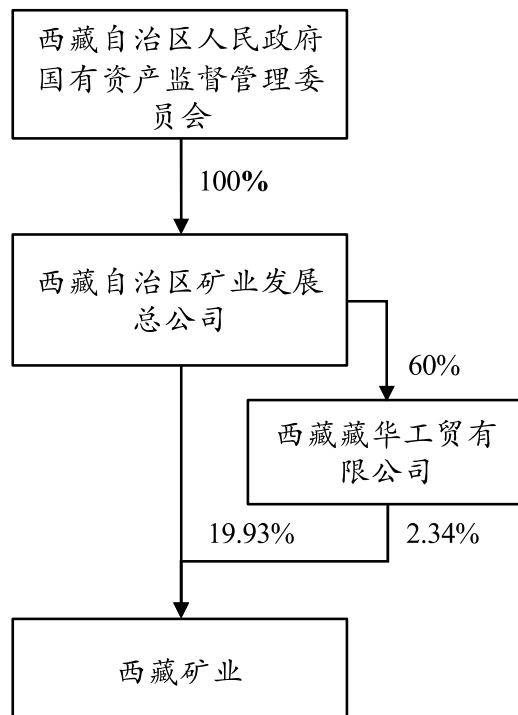 西藏自治区人民政府
国有资产监督管理委
员会
100%
西藏自治区矿业发展
总公司
60%
西藏藏华工贸有
限公司
19.93%
2.34%
西藏矿业